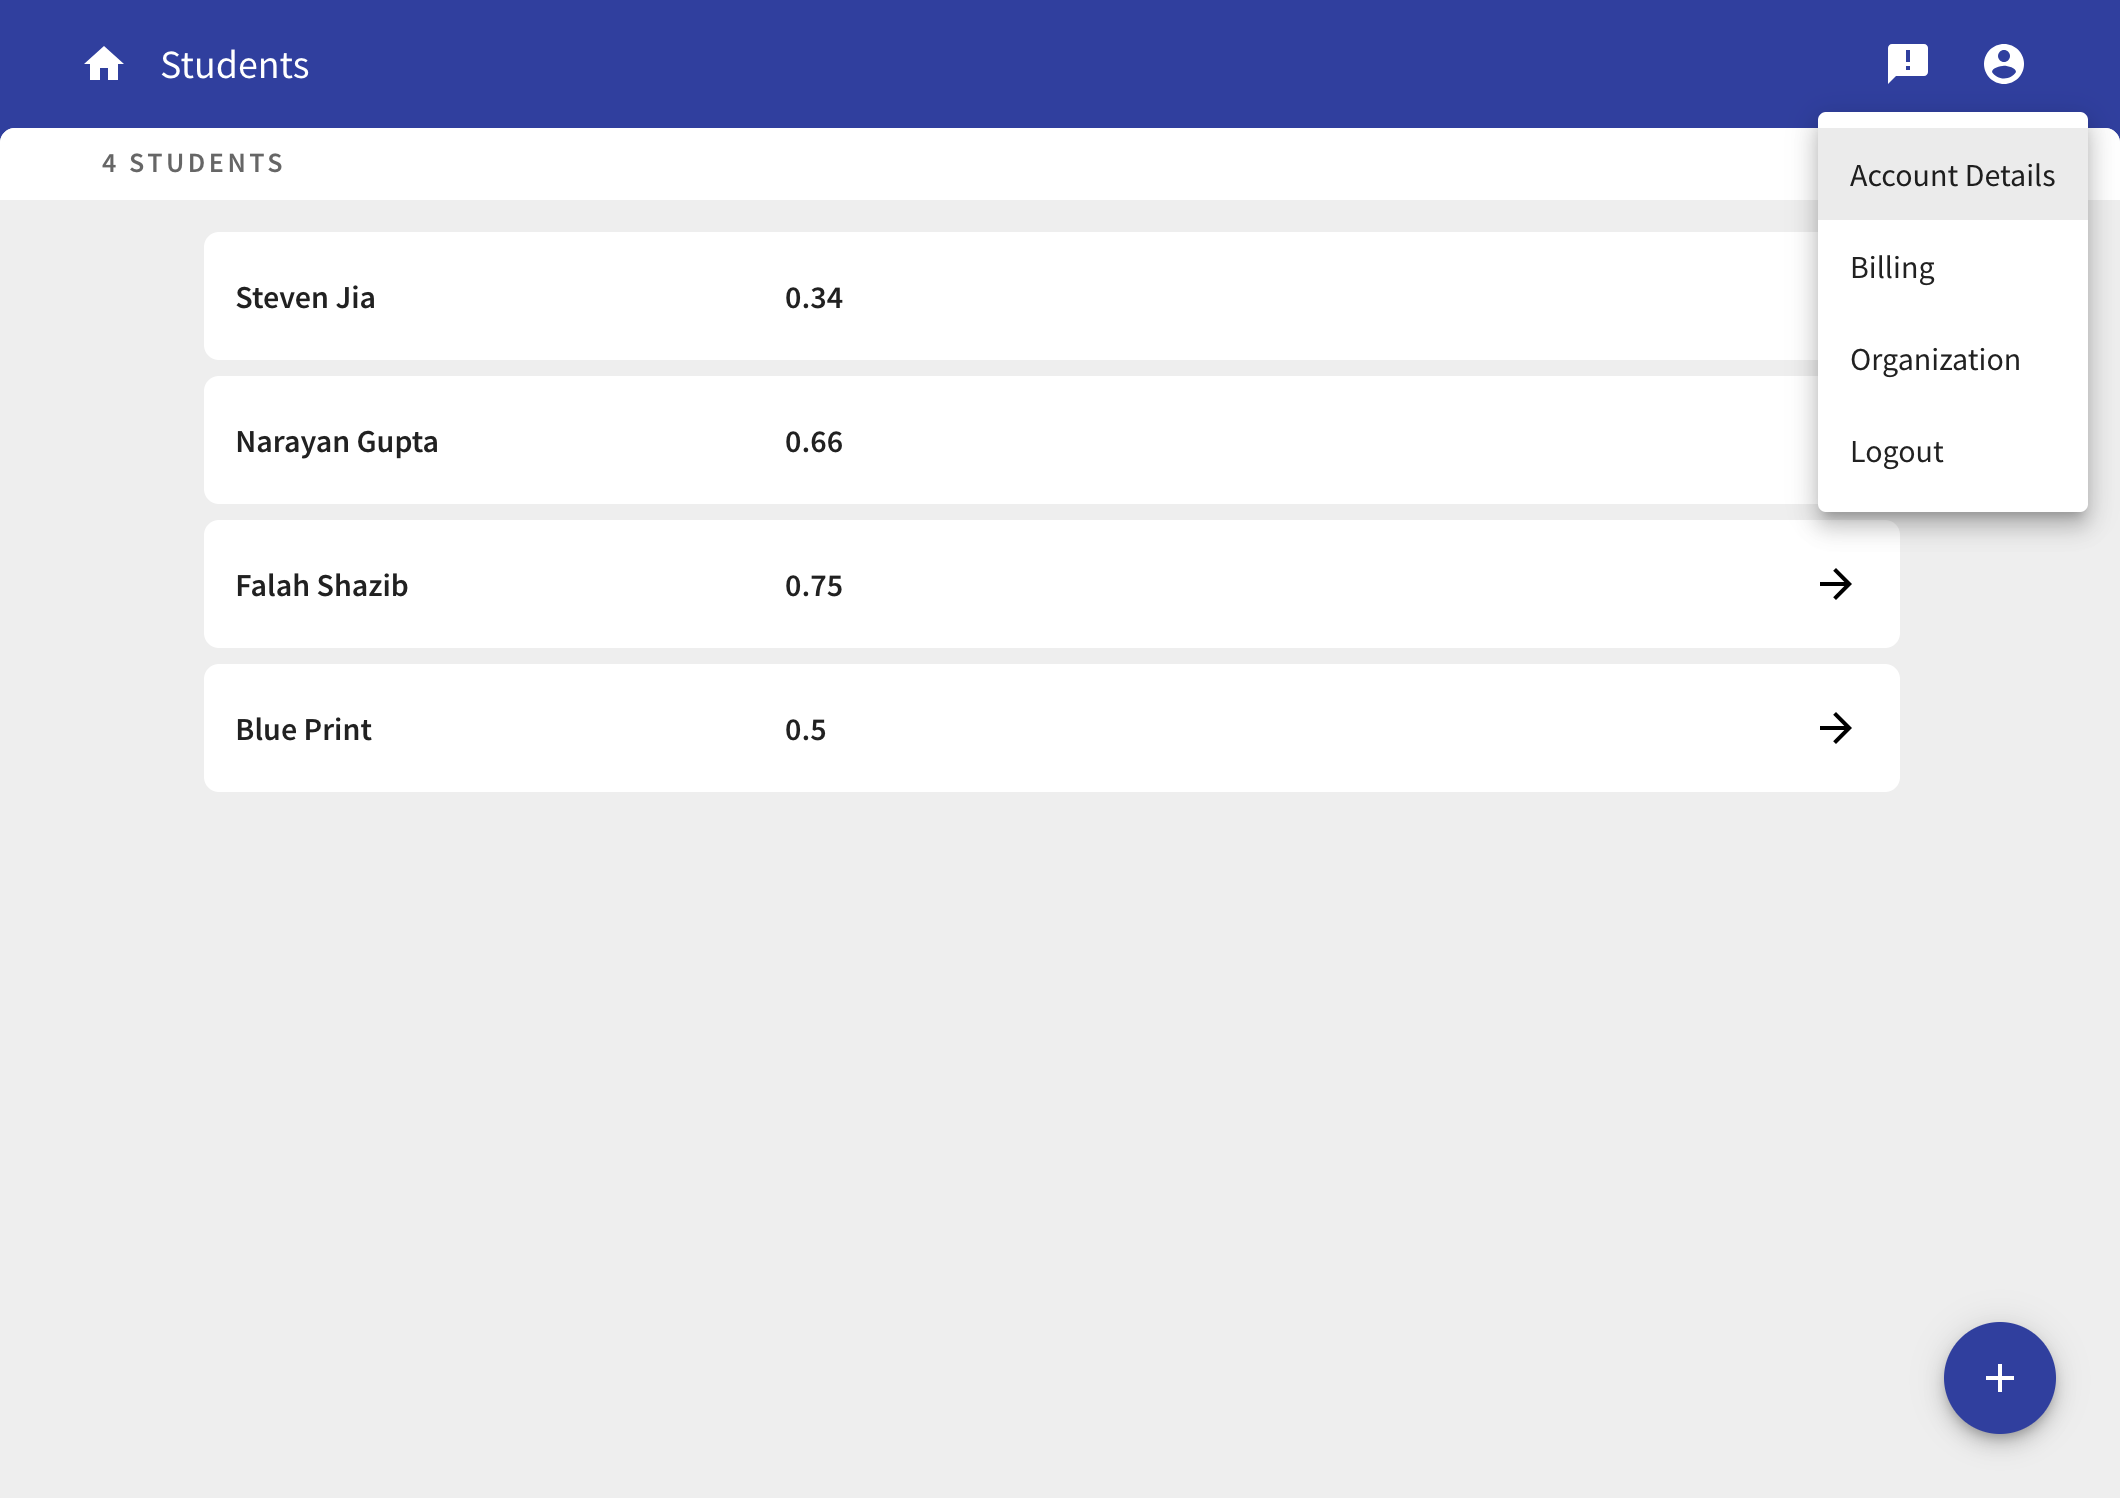 Students
4 STUDENTS
Account Details
Billing
Organization
Logout
Steven Jia 0.34
Narayan Gupta 0.66
Falah Shazib 0.75
Blue Print 0.5